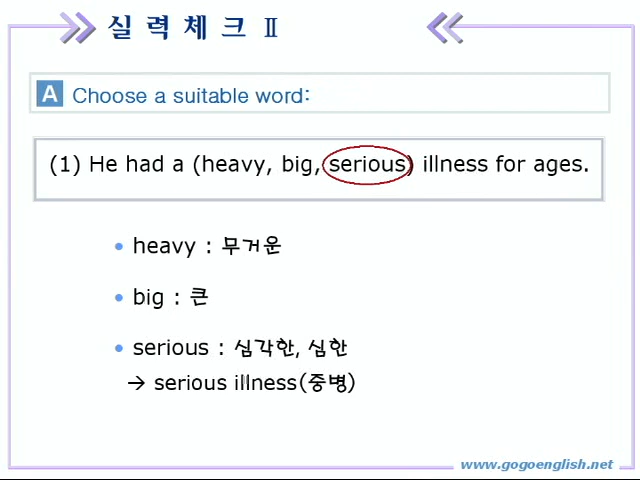 실력체크 Ⅱ
A Choose a suitable word:
(1) He had a (heavy, big, serious) illness for ages.
• heavy : 무거운
• big : 큰
• serious : 심각한, 심한
→ serious illness(중병)
www.gogoenglish.net